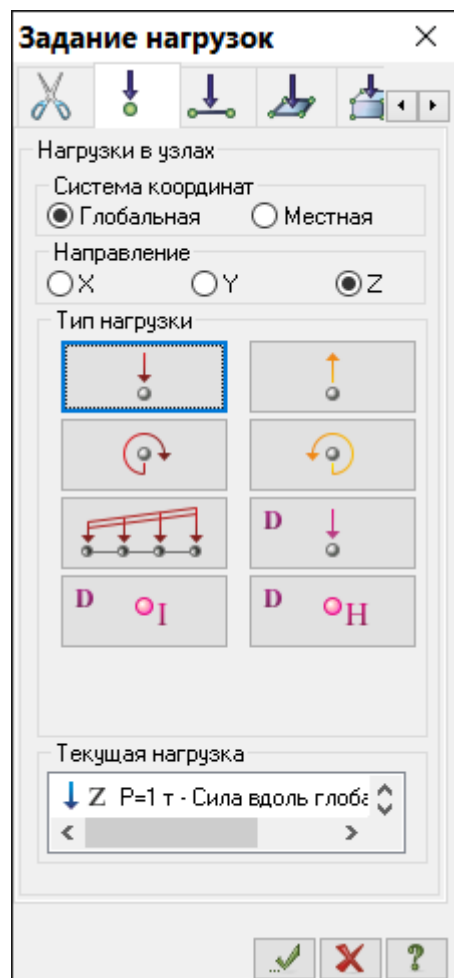 Задание нагрузок
Нагрузки в узлах
Система координат
Глобальная Местная
Направление
X Y Z
Тип нагрузки
D
D I D H
Текущая нагрузка
Z P=1 т - Сила вдоль глоба
?